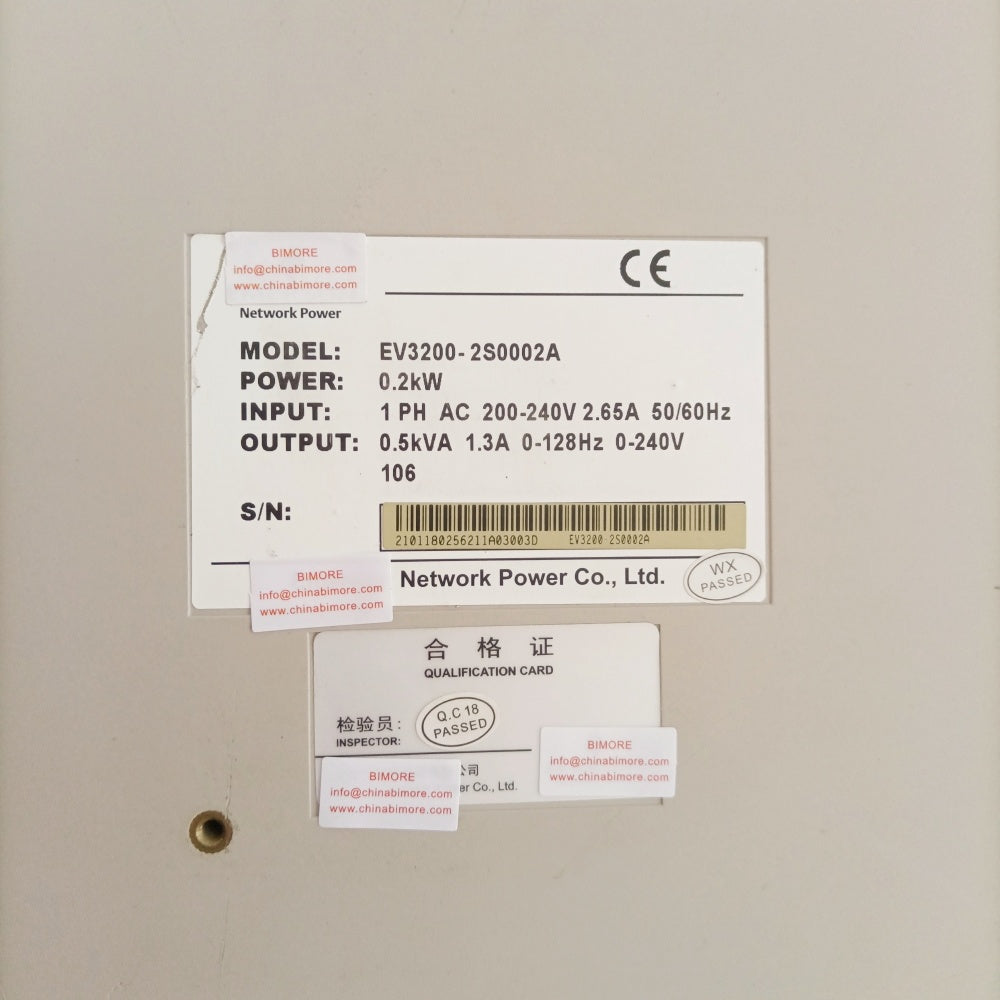 BIMORE
info@chinabimore.com
www.chinabimore.com
CE
Network Power
MODEL: EV3200-2S0002A
POWER: 0.2kW
INPUT: 1 PH AC 200-240V 2.65A 50/60Hz
OUTPUT: 0.5kVA 1.3A 0-128Hz 0-240V
106
S/N:
2101180256211A03003D EV3200-2S0002A
BIMORE
info@chinabimore.com
www.chinabimore.com
Network Power Co., Ltd.
WX
PASSED
合格证
QUALIFICATION CARD
检验员:
INSPECTOR:
Q.C 18
PASSED
公司
er Co., Ltd.
BIMORE
info@chinabimore.com
www.chinabimore.com
BIMORE
info@chinabimore.com
www.chinabimore.com